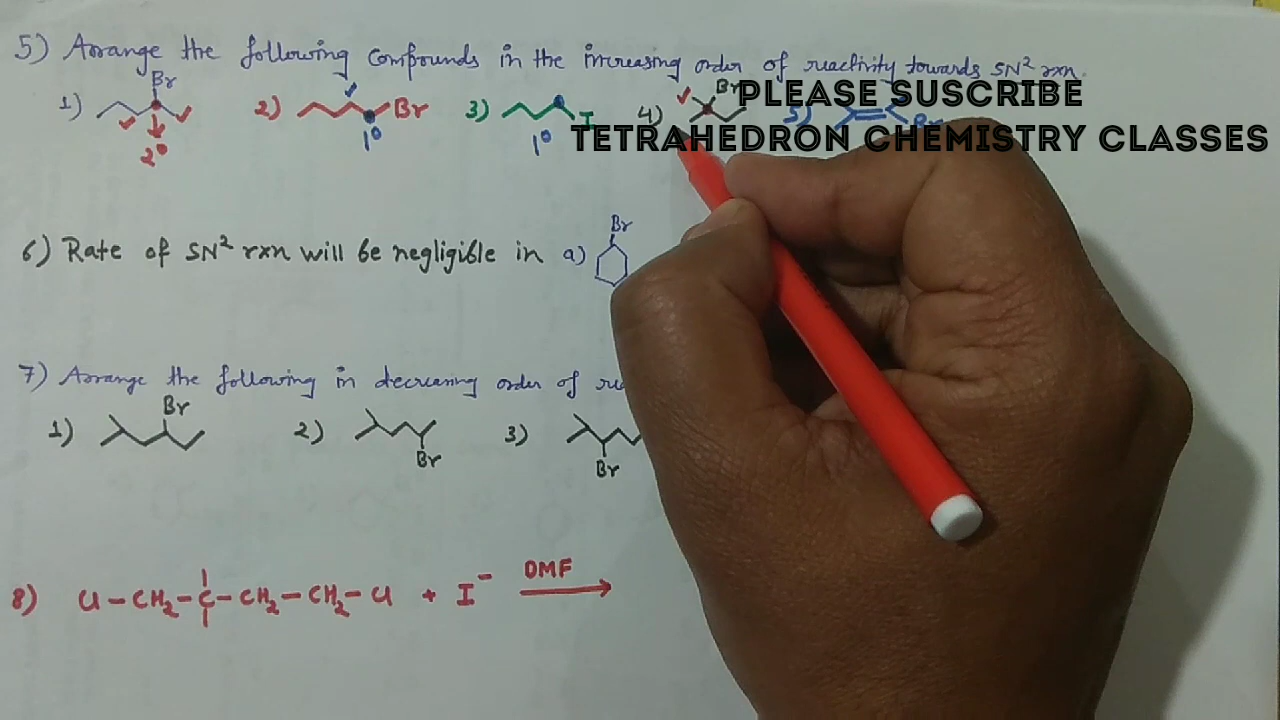 5) Arrange the following compounds in the increasing order of reactivity towards SN² rxn.
1) Br 2° 2) Br 1° 3) I 1° 4) Br 5) Br
PLEASE SUSCRIBE
TETRAHEDRON CHEMISTRY CLASSES
6) Rate of SN² rxn will be negligible in a) Br
7) Arrange the following in decreasing order of
1) Br 2) Br 3) Br
8) Cl-CH₂-C-CH₂-CH₂-Cl + I⁻ DMF